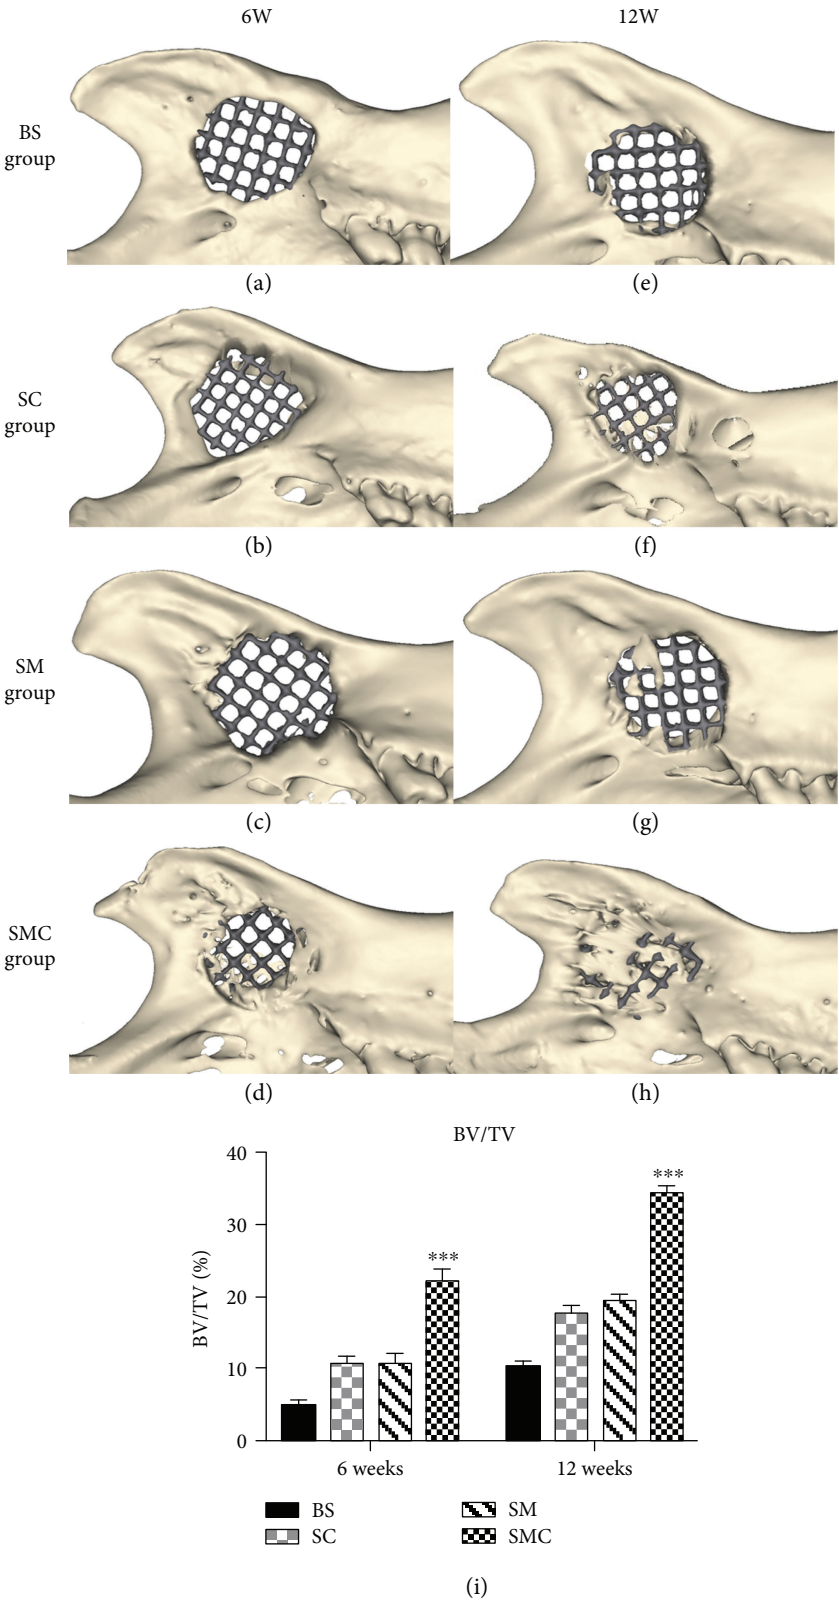 6W 12W
BS
group
(a) (e)
SC
group
(b) (f)
SM
group
(c) (g)
SMC
group
(d) (h)
BV/TV
BV/TV (%)
40
30
20
10
0
***
***
6 weeks 12 weeks
BS SM
SC SMC
(i)